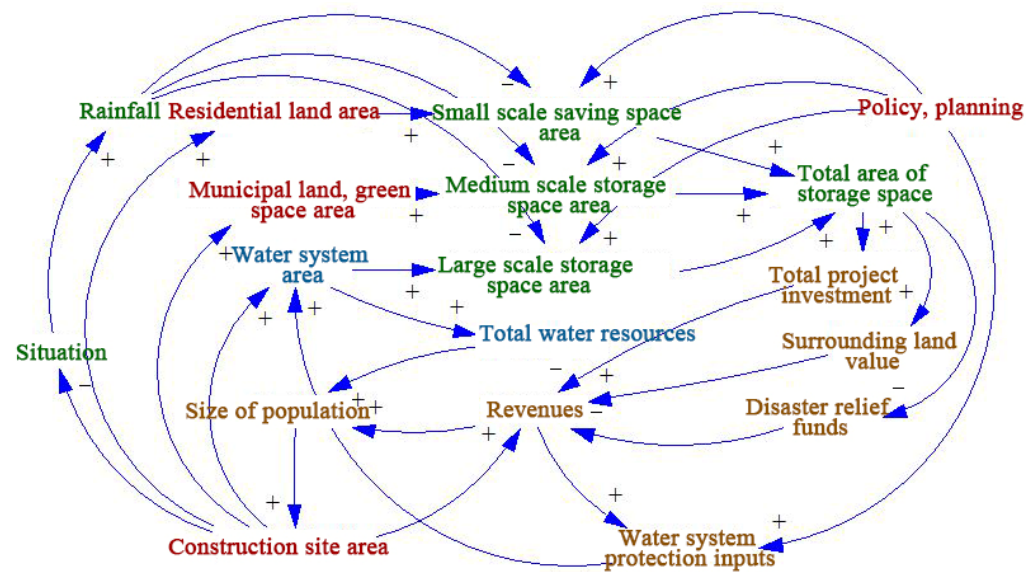 Rainfall
Residential land area
Small scale saving space
area
Policy, planning
Municipal land, green
space area
Medium scale storage
space area
Total area of
storage space
Water system
area
Large scale storage
space area
Total project
investment
Situation
Total water resources
Surrounding land
value
Size of population
Revenues
Disaster relief
funds
Construction site area
Water system
protection inputs